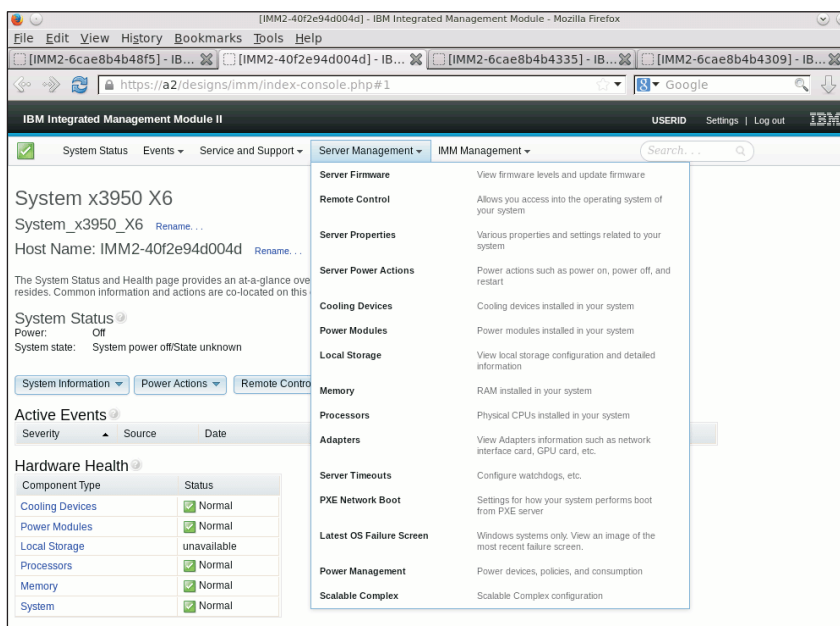 [IMM2-40f2e94d004d] - IBM Integrated Management Module - Mozilla Firefox
File Edit View History Bookmarks Tools Help
[IMM2-6cae8b4b48f5] - IB... [IMM2-40f2e94d004d] - IB... [IMM2-6cae8b4b4335] - IB... [IMM2-6cae8b4b4309] - IB...
https://a2/designs/imm/index-console.php#1 Google
IBM Integrated Management Module II USERID Settings | Log out IBM
System Status Events Service and Support Server Management IMM Management Search...
System x3950 X6
System_x3950_X6 Rename...
Host Name: IMM2-40f2e94d004d Rename...
The System Status and Health page provides an at-a-glance ove
resides. Common information and actions are co-located on this
System Status
Power: Off
System state: System power off/State unknown
System Information Power Actions Remote Contro
Active Events
Severity Source Date
Hardware Health
Component Type Status
Cooling Devices Normal
Power Modules Normal
Local Storage unavailable
Processors Normal
Memory Normal
System Normal
Server Firmware View firmware levels and update firmware
Remote Control Allows you access into the operating system of
your system
Server Properties Various properties and settings related to your
system
Server Power Actions Power actions such as power on, power off, and
restart
Cooling Devices Cooling devices installed in your system
Power Modules Power modules installed in your system
Local Storage View local storage configuration and detailed
information
Memory RAM installed in your system
Processors Physical CPUs installed in your system
Adapters View Adapters information such as network
interface card, GPU card, etc.
Server Timeouts Configure watchdogs, etc.
PXE Network Boot Settings for how your system performs boot
from PXE server
Latest OS Failure Screen Windows systems only. View an image of the
most recent failure screen.
Power Management Power devices, policies, and consumption
Scalable Complex Scalable Complex configuration